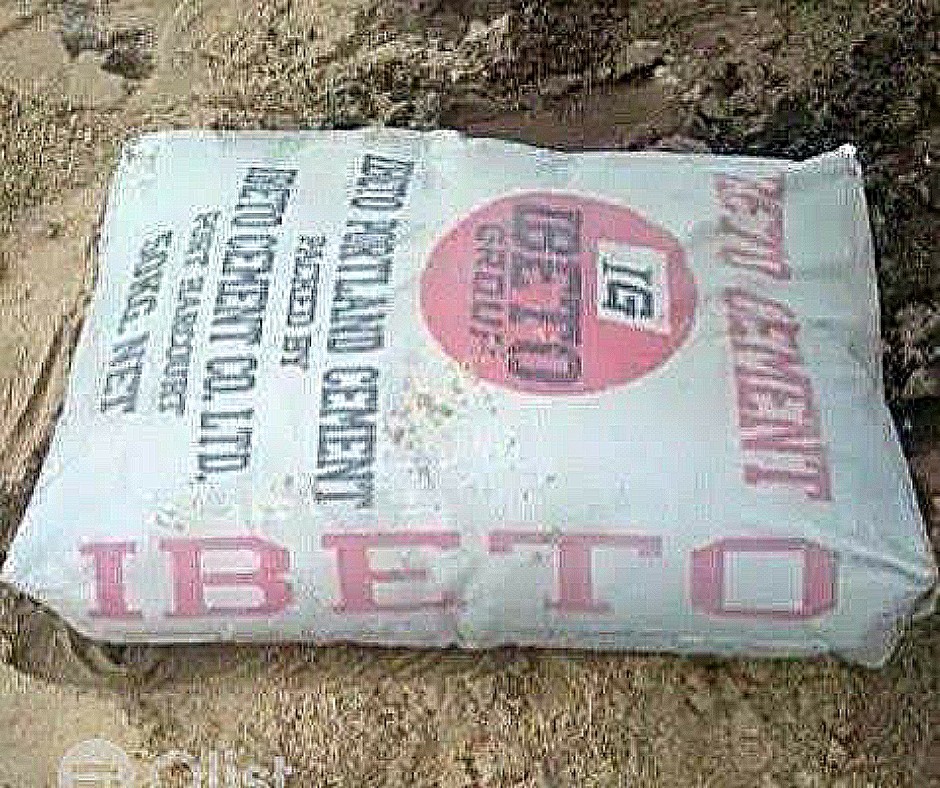 IBETO CEMENT
IG
IBETO
GROUP
IBETO PORTLAND CEMENT
PACKED BY
IBETO CEMENT CO. LTD.
PORT HARCOURT
50KG NET
IBETO